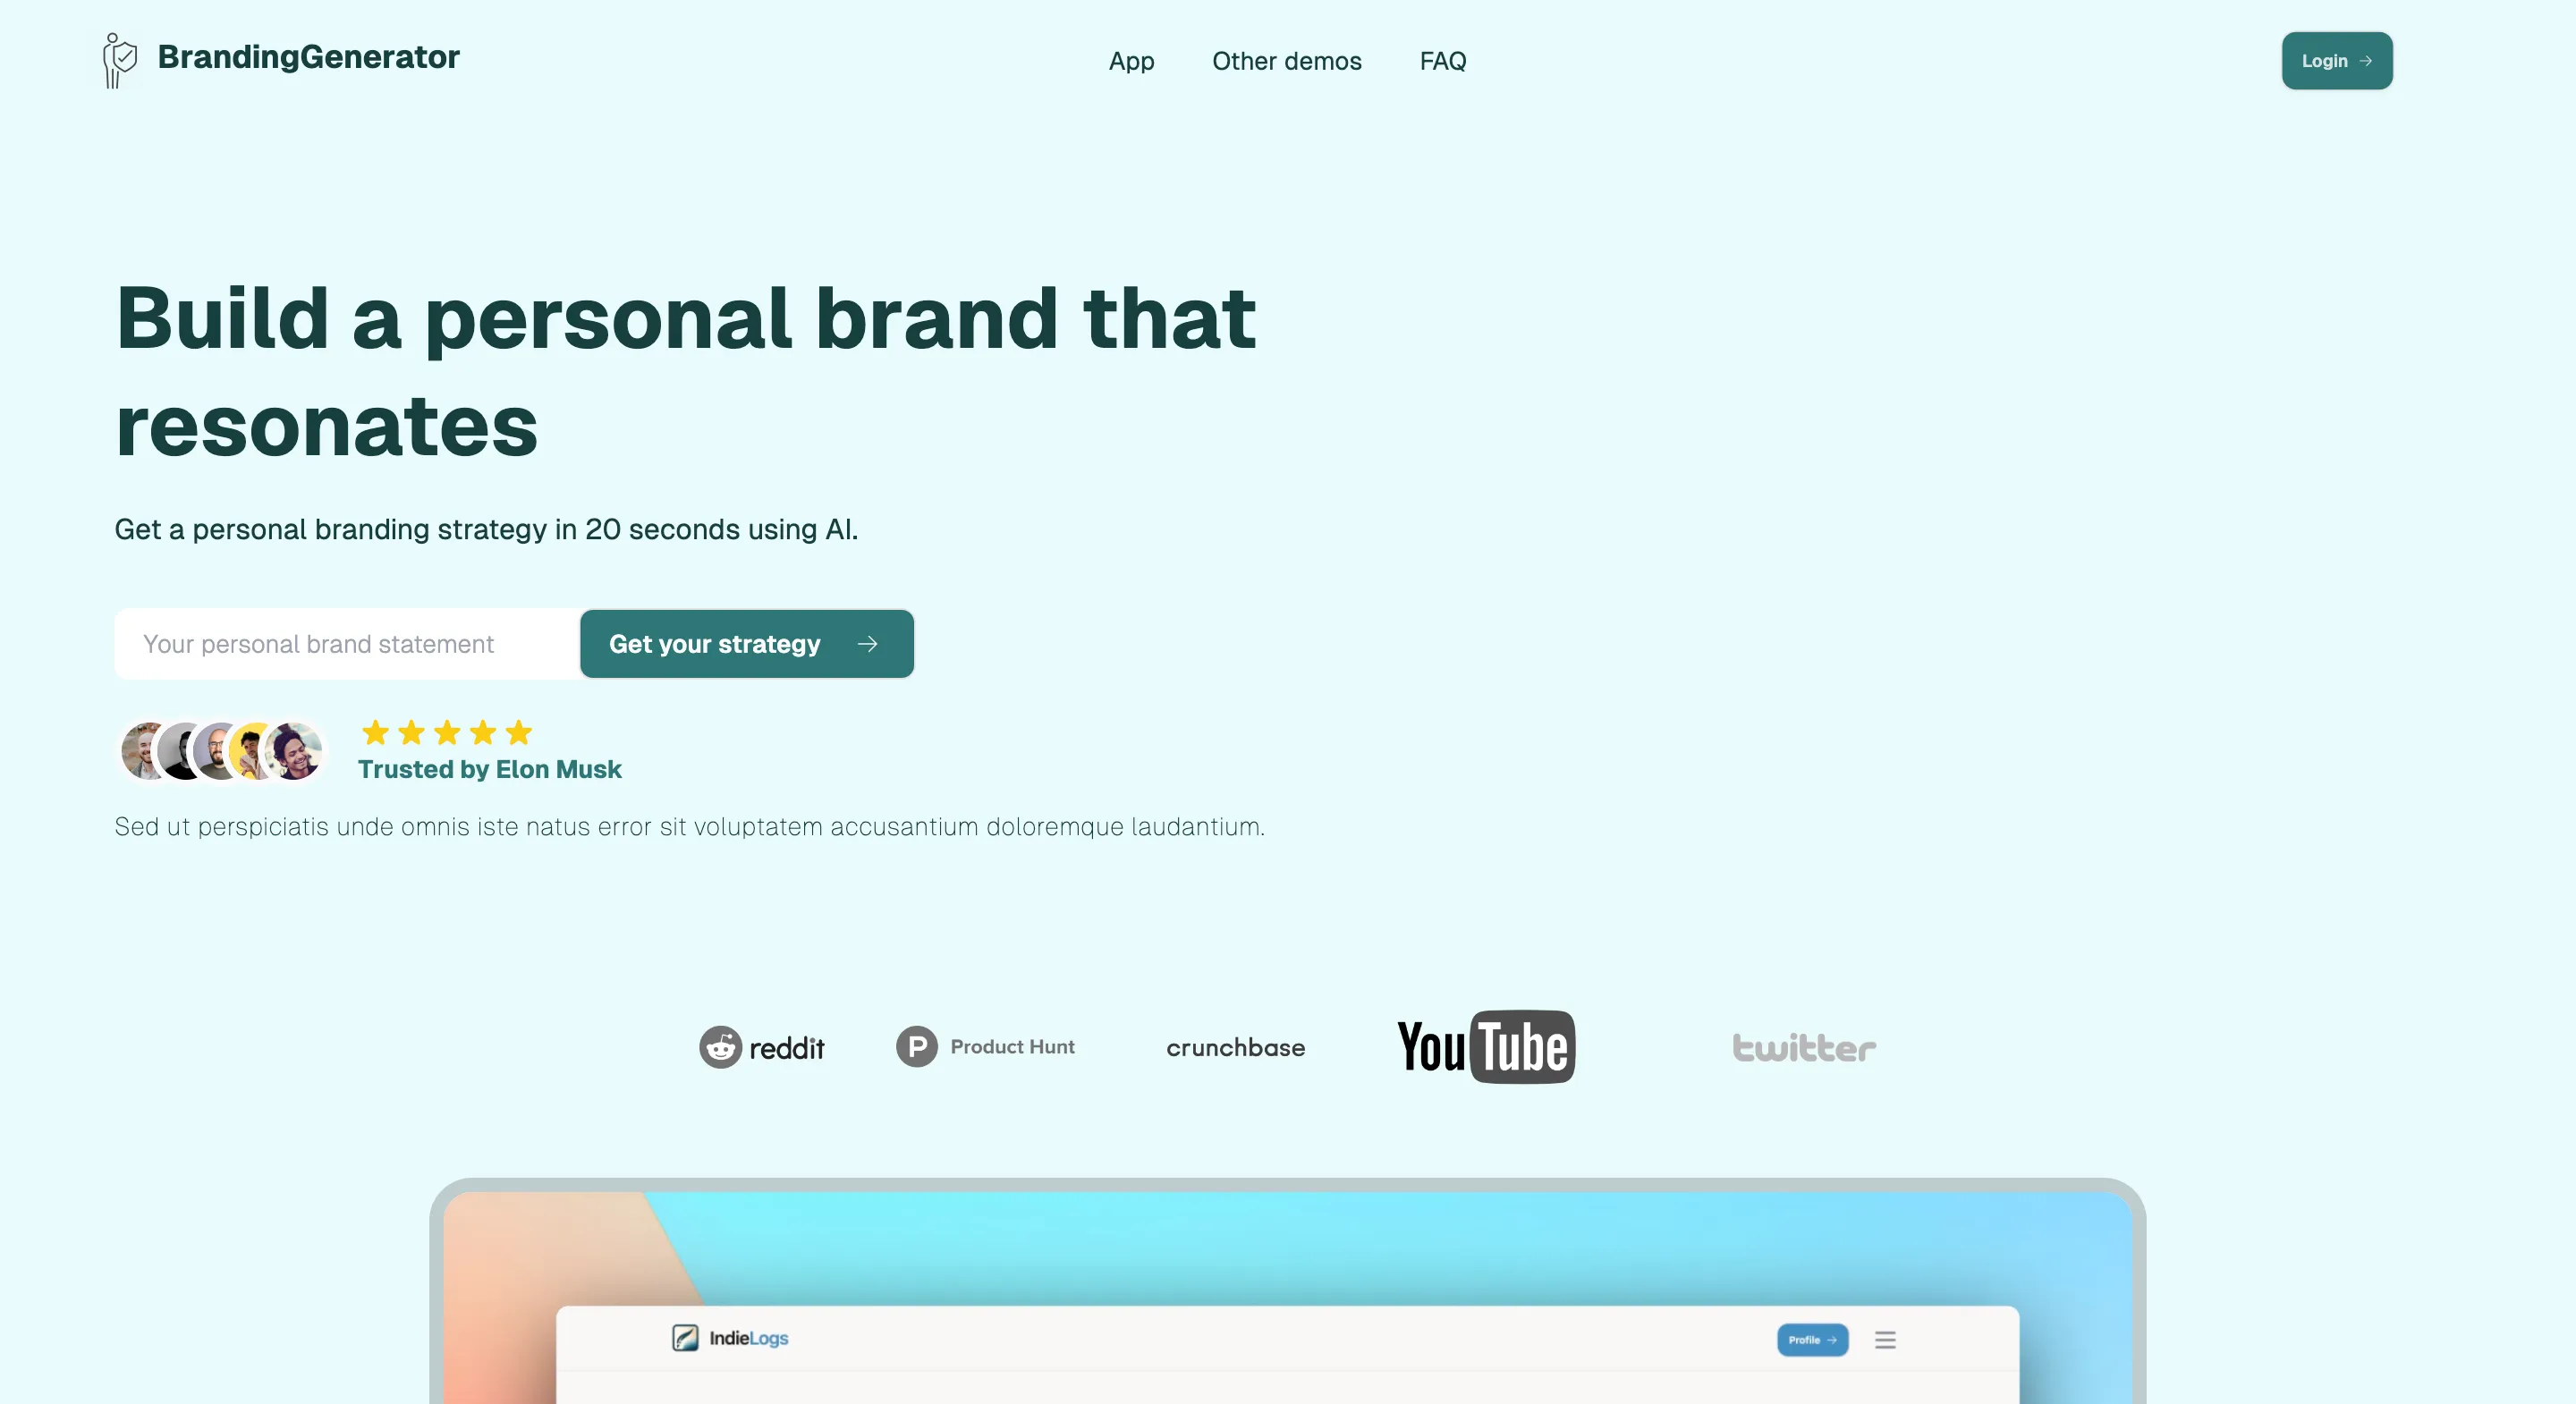 BrandingGenerator
App
Other demos
FAQ
Login
Build a personal brand that
resonates
Get a personal branding strategy in 20 seconds using AI.
Your personal brand statement
Get your strategy
Trusted by Elon Musk
Sed ut perspiciatis unde omnis iste natus error sit voluptatem accusantium doloremque laudantium.
reddit
P Product Hunt
crunchbase
YouTube
twitter
IndieLogs
Profile